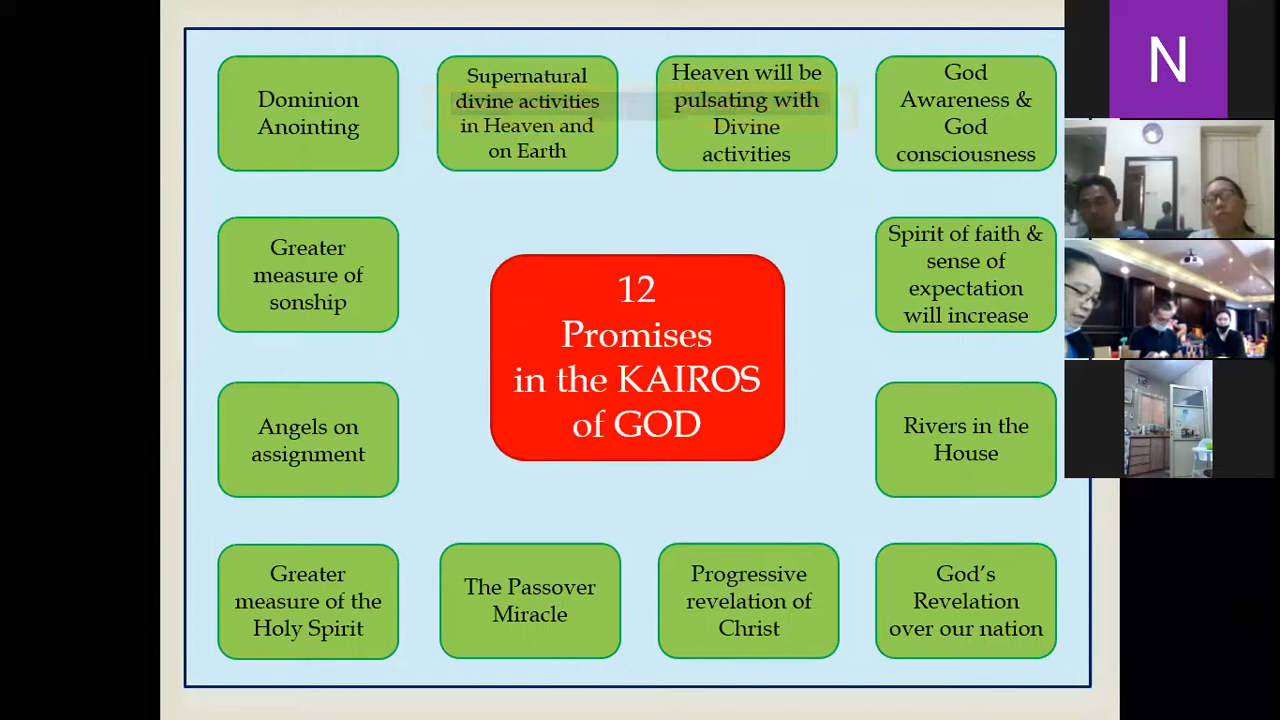 Dominion
Anointing
Supernatural
divine activities
in Heaven and
on Earth
Heaven will be
pulsating with
Divine
activities
God
Awareness &
God
consciousness
N
Greater
measure of
sonship
12
Promises
in the KAIROS
of GOD
Spirit of faith &
sense of
expectation
will increase
Angels on
assignment
Rivers in the
House
Greater
measure of the
Holy Spirit
The Passover
Miracle
Progressive
revelation of
Christ
God's
Revelation
over our nation